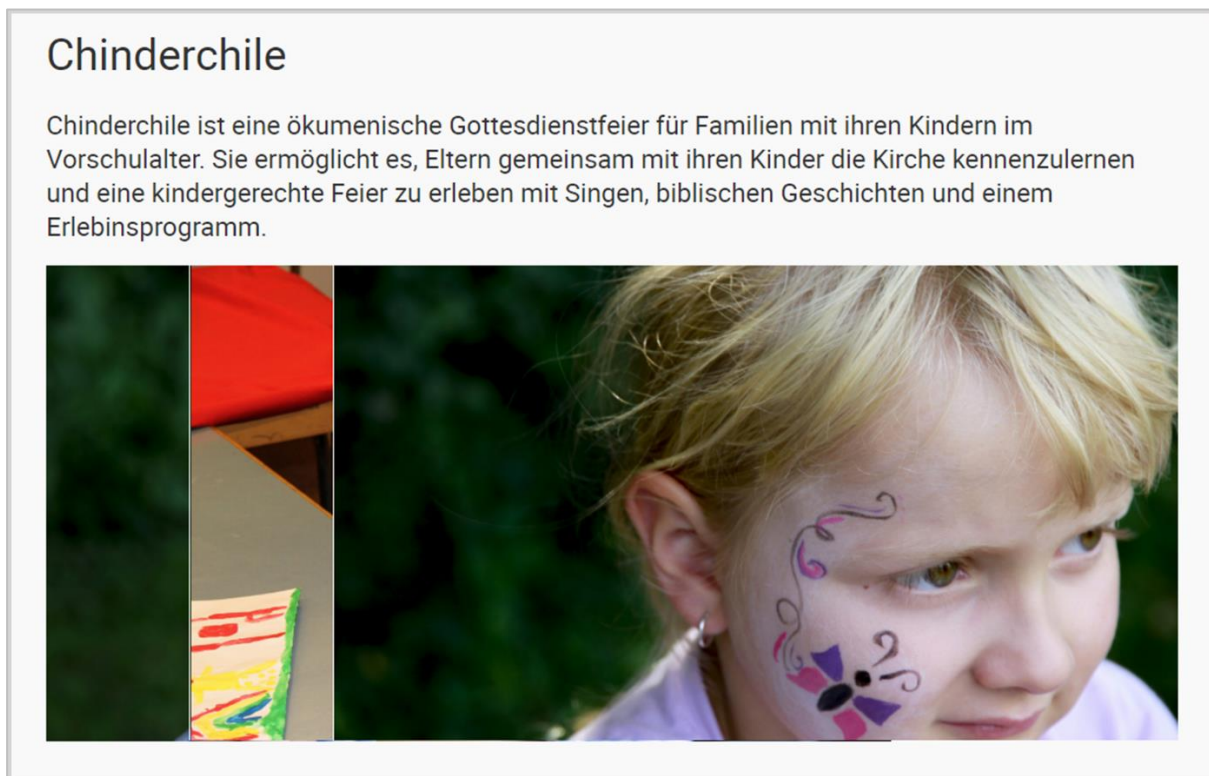 Chinderchile
Chinderchile ist eine ökumenische Gottesdienstfeier für Familien mit ihren Kindern im
Vorschulalter. Sie ermöglicht es, Eltern gemeinsam mit ihren Kinder die Kirche kennenzulernen
und eine kindergerechte Feier zu erleben mit Singen, biblischen Geschichten und einem
Erlebinsprogramm.